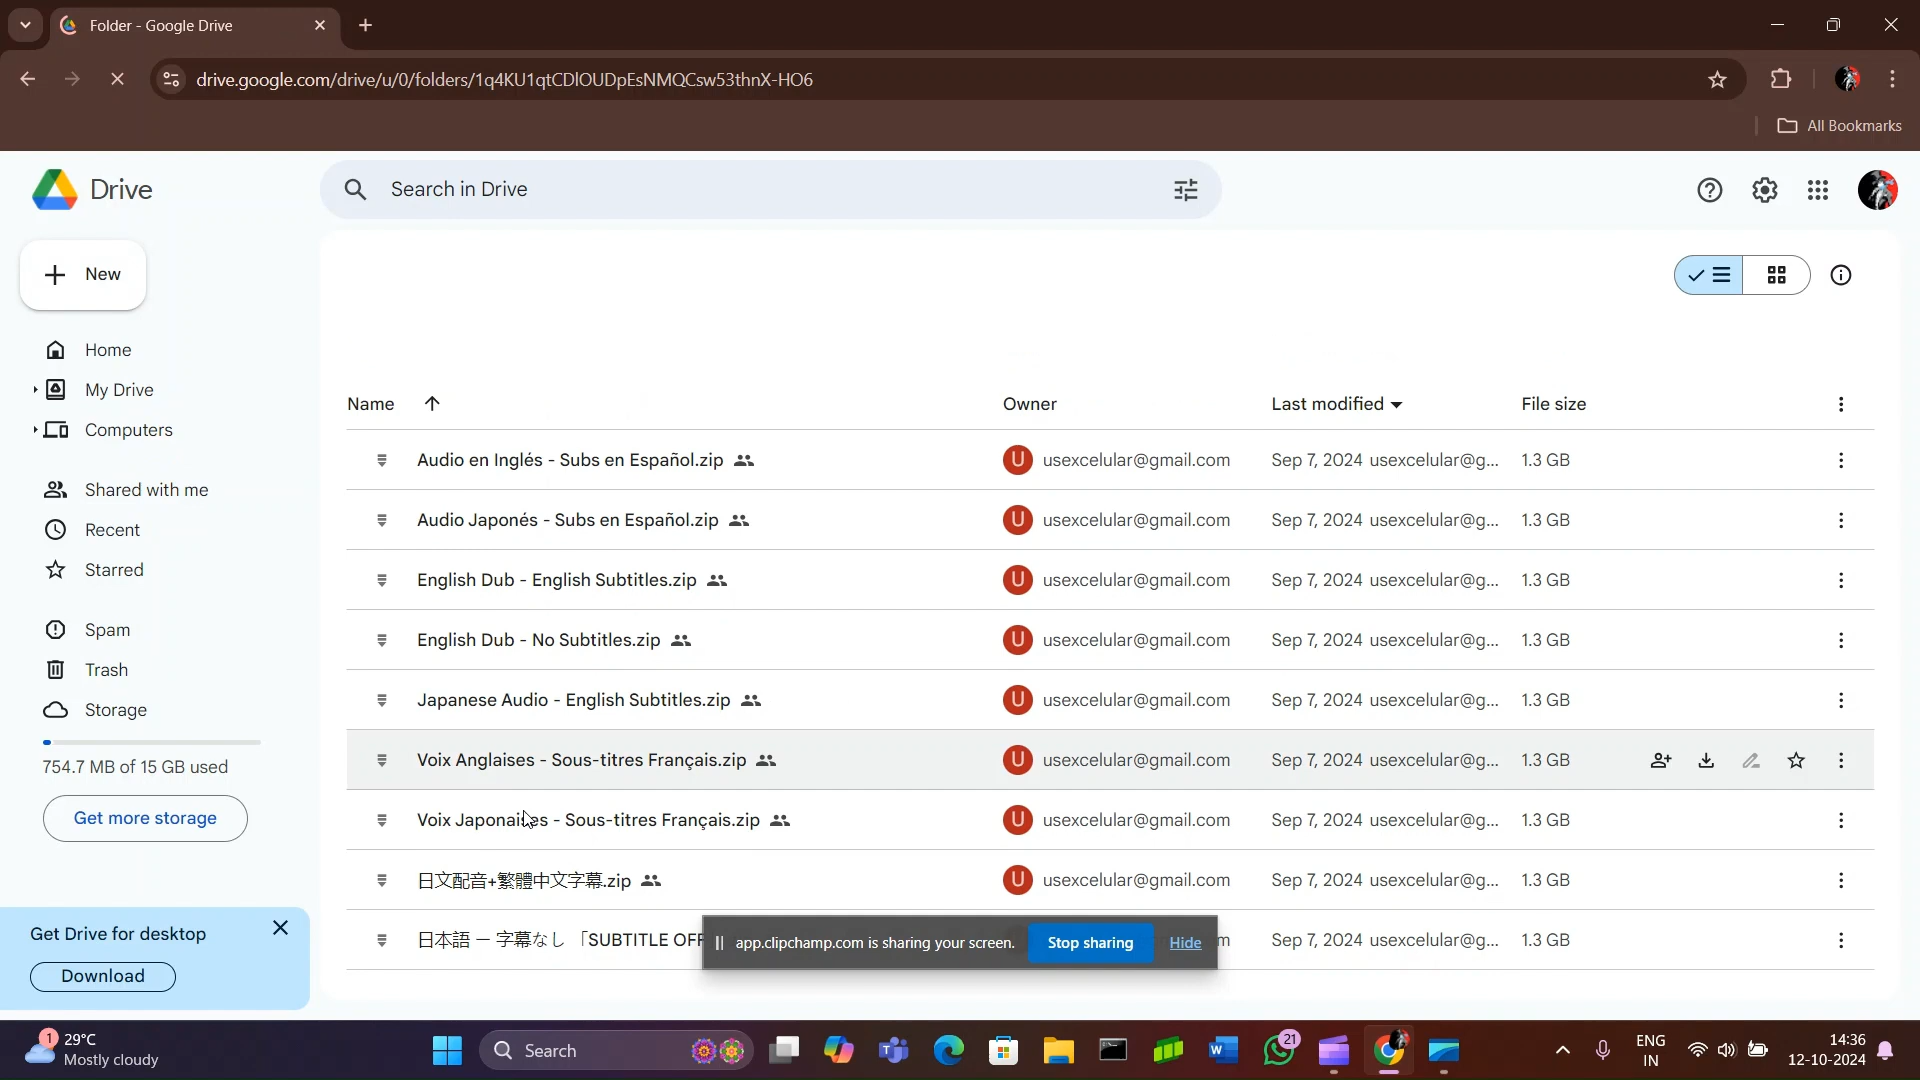 Folder - Google Drive
drive.google.com/drive/u/0/folders/1q4KU1qtCDlOUDpEsNMQCsw53thnX-HO6
All Bookmarks
Drive
Search in Drive
New
Home
My Drive
Computers
Shared with me
Recent
Starred
Spam
Trash
Storage
754.7 MB of 15 GB used
Get more storage
Get Drive for desktop
Download
Name Owner Last modified File size
Audio en Inglés - Subs en Español.zip U usexcelular@gmail.com Sep 7, 2024 usexcelular@g... 1.3 GB
Audio Japonés - Subs en Español.zip U usexcelular@gmail.com Sep 7, 2024 usexcelular@g... 1.3 GB
English Dub - English Subtitles.zip U usexcelular@gmail.com Sep 7, 2024 usexcelular@g... 1.3 GB
English Dub - No Subtitles.zip U usexcelular@gmail.com Sep 7, 2024 usexcelular@g... 1.3 GB
Japanese Audio - English Subtitles.zip U usexcelular@gmail.com Sep 7, 2024 usexcelular@g... 1.3 GB
Voix Anglaises - Sous-titres Français.zip U usexcelular@gmail.com Sep 7, 2024 usexcelular@g... 1.3 GB
Voix Japonaises - Sous-titres Français.zip U usexcelular@gmail.com Sep 7, 2024 usexcelular@g... 1.3 GB
日文配音+繁體中文字幕.zip U usexcelular@gmail.com Sep 7, 2024 usexcelular@g... 1.3 GB
日本語 — 字幕なし 「SUBTITLE OFF m Sep 7, 2024 usexcelular@g... 1.3 GB
app.clipchamp.com is sharing your screen. Stop sharing Hide
1 29°C
Mostly cloudy
Search
21
ENG
IN
14:36
12-10-2024